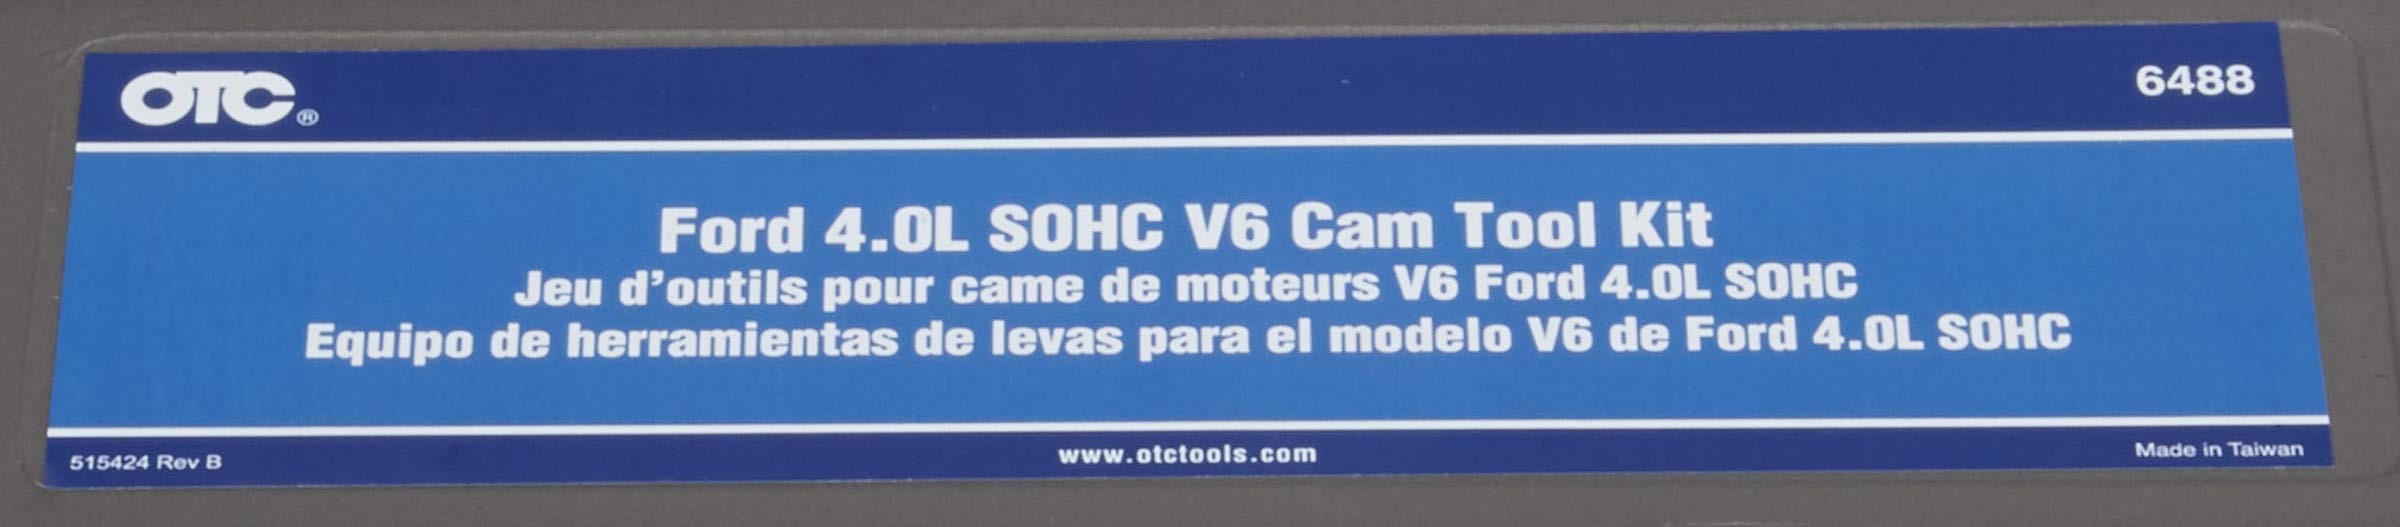 OTC®
6488
Ford 4.0L SOHC V6 Cam Tool Kit
Jeu d'outils pour came de moteurs V6 Ford 4.0L SOHC
Equipo de herramientas de levas para el modelo V6 de Ford 4.0L SOHC
515424 Rev B
www.otctools.com
Made in Taiwan